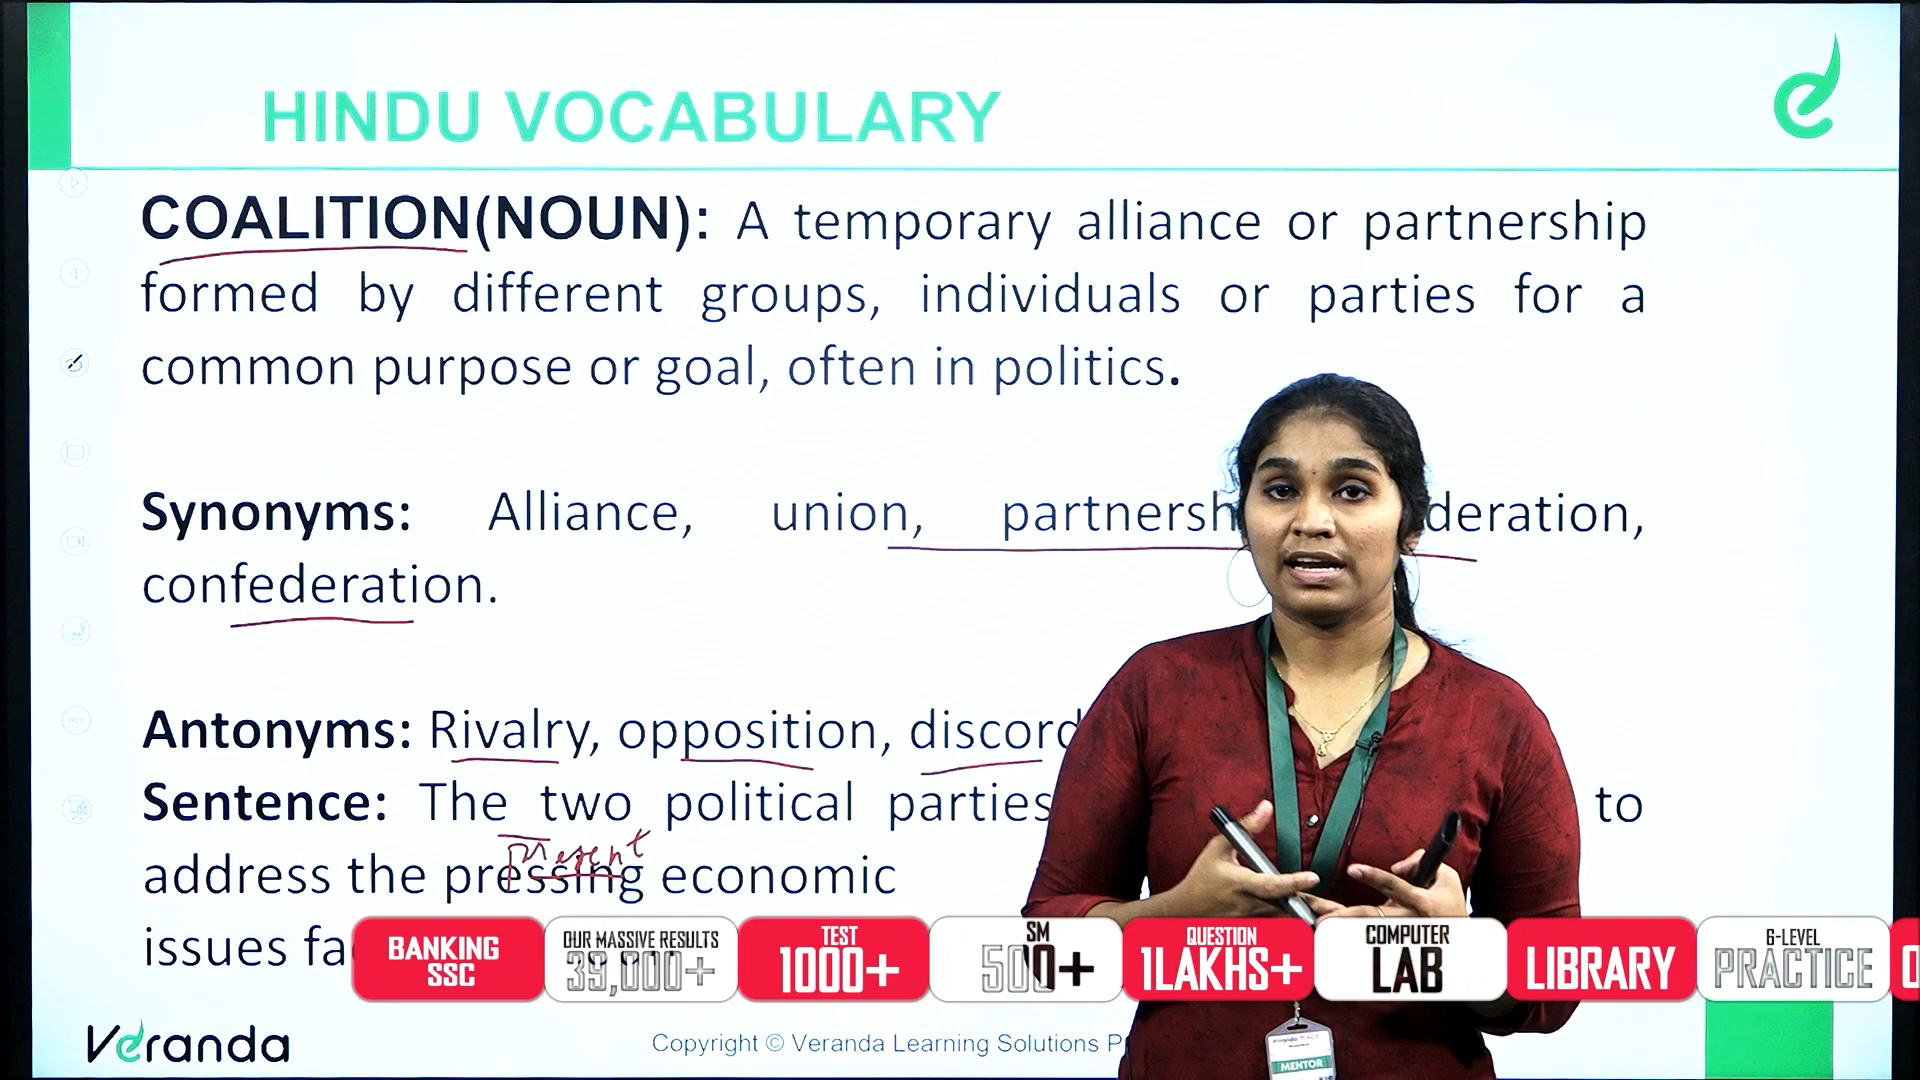 HINDU VOCABULARY
COALITION(NOUN): A temporary alliance or partnership
formed by different groups, individuals or parties for a
common purpose or goal, often in politics.
Synonyms: Alliance, union, partnersh deration,
confederation.
Antonyms: Rivalry, opposition, discord
Sentence: The two political parties to
present
address the pressing economic
issues fa
BANKING SSC
OUR MASSIVE RESULTS 39,000+
TEST 1000+
SM 500+
QUESTION 1LAKHS+
COMPUTER LAB
LIBRARY
6-LEVEL PRACTICE
Veranda
Copyright © Veranda Learning Solutions P
MENTOR